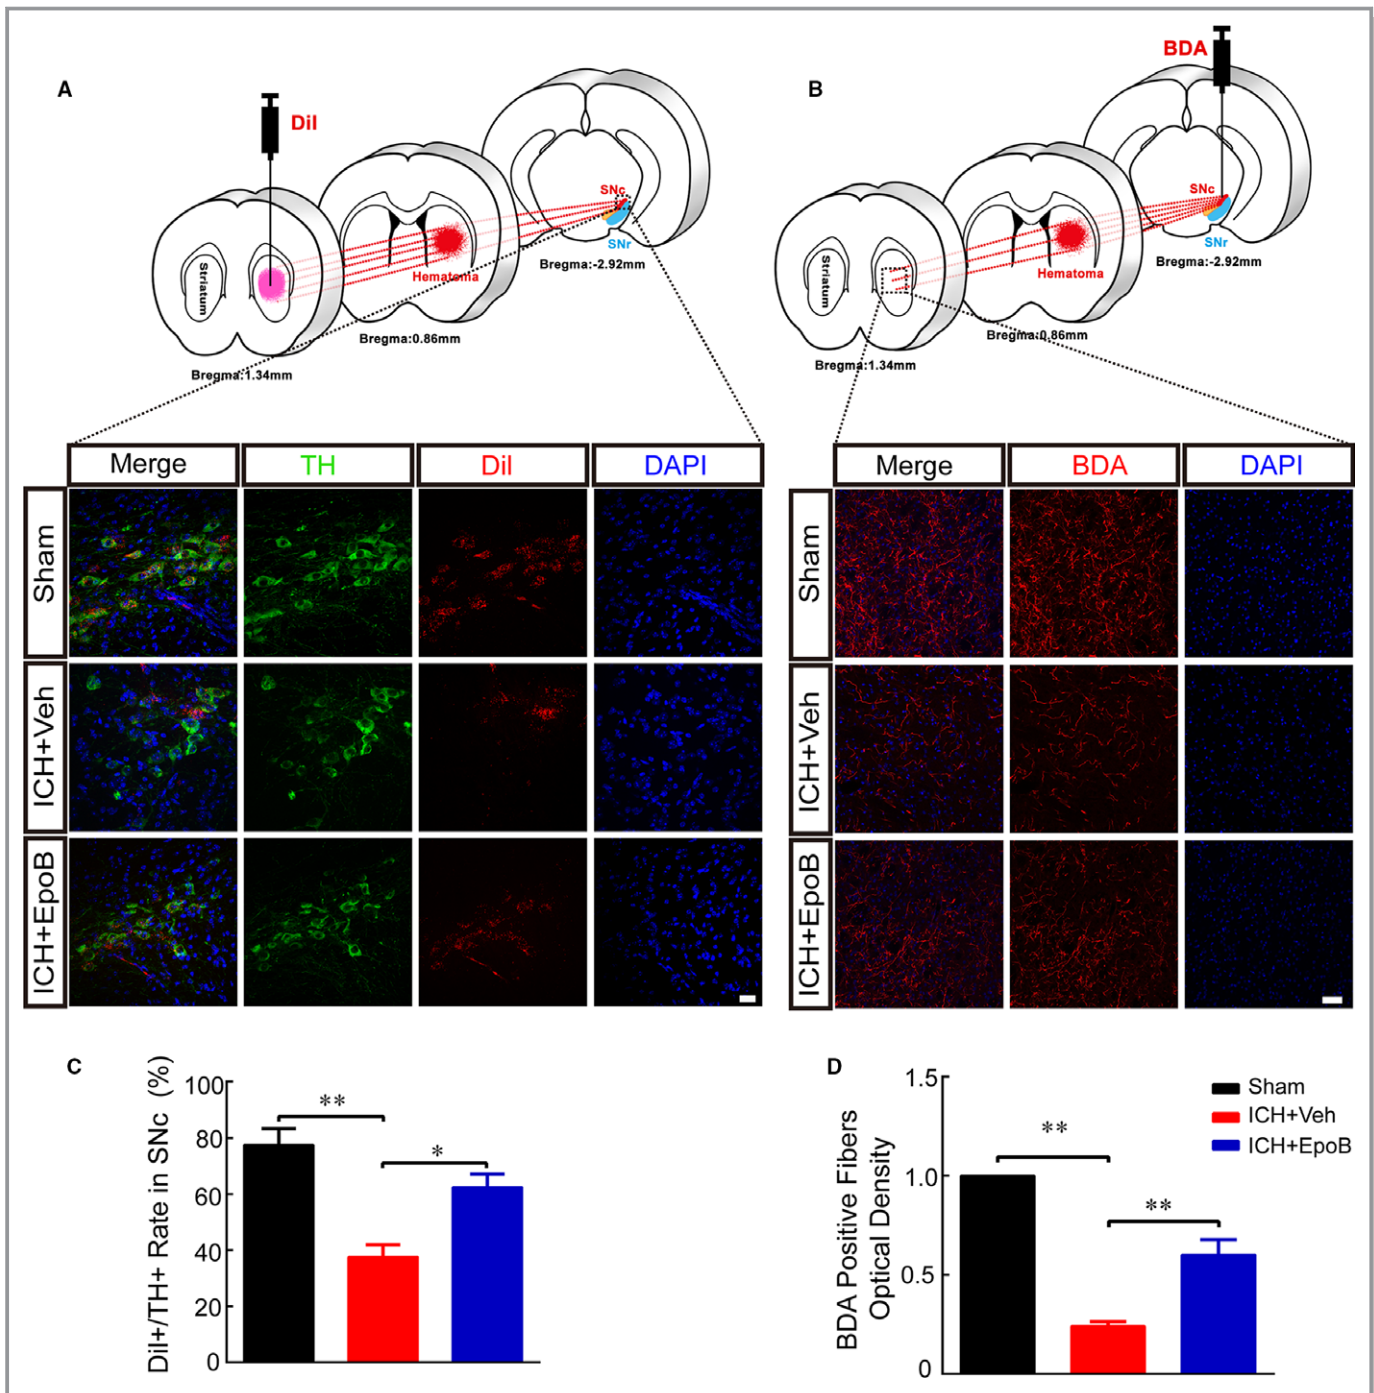 A
DiI
SNc
SNr
Hematoma
Striatum
Bregma:-2.92mm
Bregma:0.86mm
Bregma:1.34mm
Merge
TH
DiI
DAPI
Sham
ICH+Veh
ICH+EpoB
B
BDA
SNc
SNr
Hematoma
Striatum
Bregma:-2.92mm
Bregma:0.86mm
Bregma:1.34mm
Merge
BDA
DAPI
Sham
ICH+Veh
ICH+EpoB
C
DiI+/TH+ Rate in SNc (%)
100
80
60
40
20
0
**
*
D
BDA Positive Fibers
Optical Density
1.5
1.0
0.5
0
**
**
Sham
ICH+Veh
ICH+EpoB